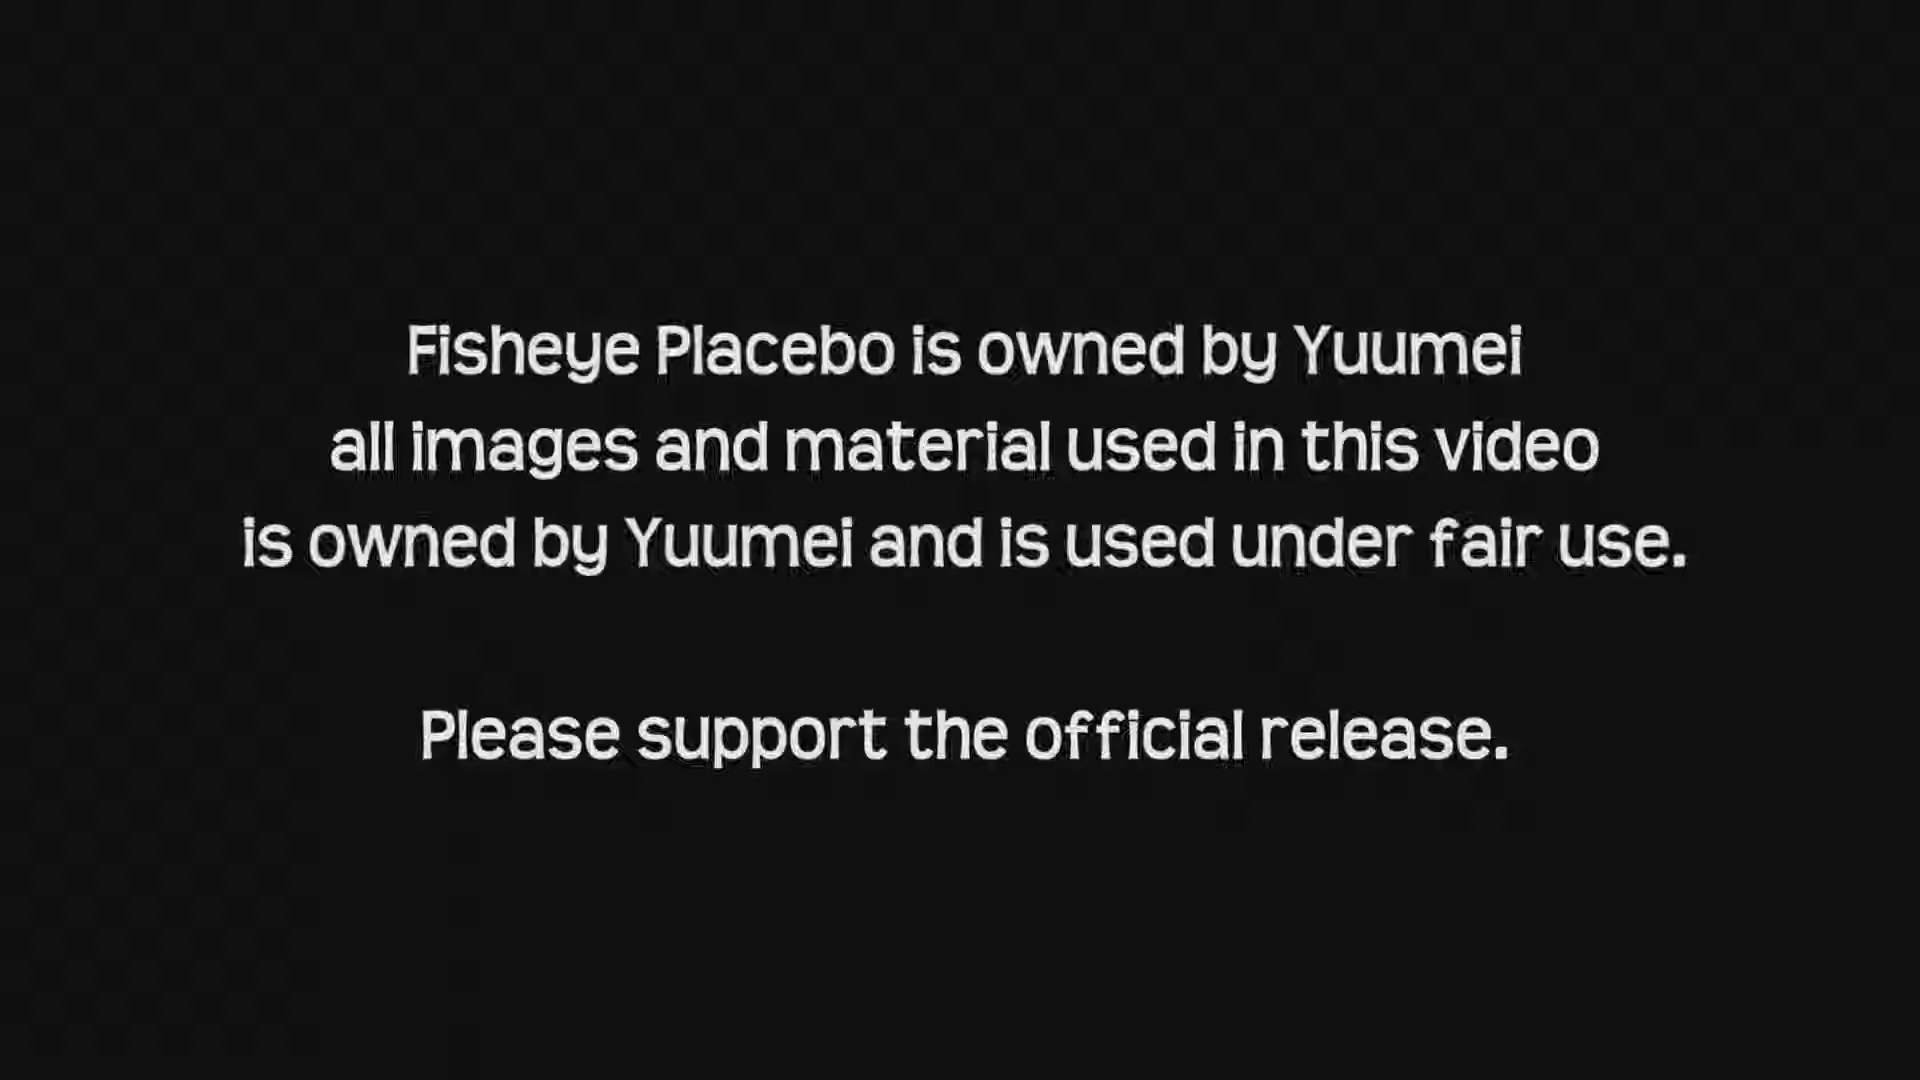 Fisheye Placebo is owned by Yuumei
all images and material used in this video
is owned by Yuumei and is used under fair use.
Please support the official release.